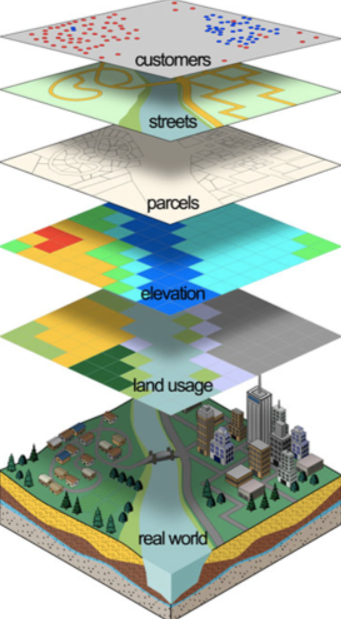 customers
streets
parcels
elevation
land usage
real world